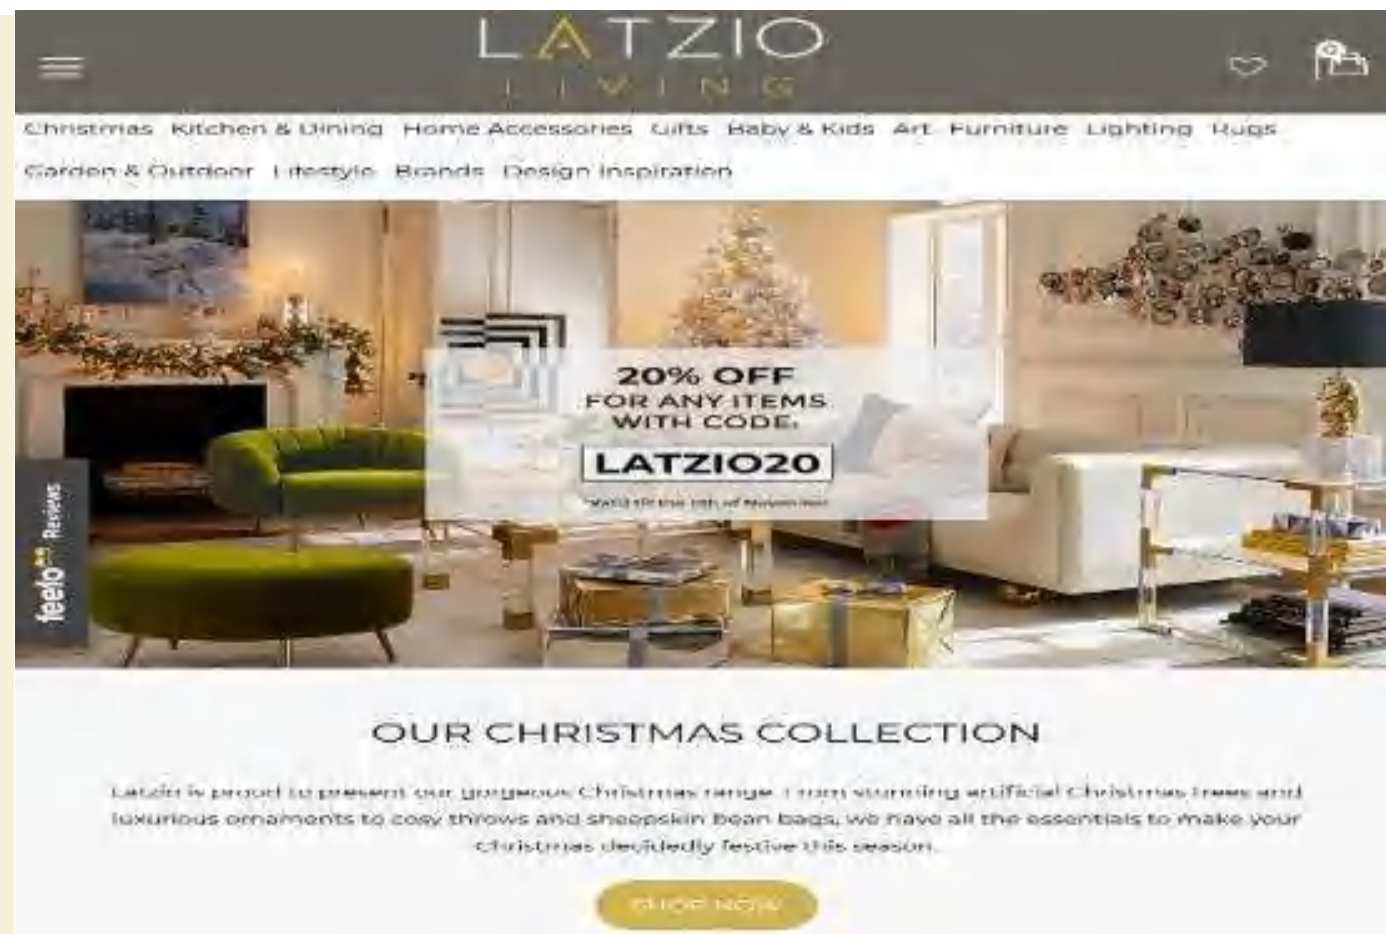 LATZIO
LIVING
Christmas Kitchen & Dining Home Accessories Gifts Baby & Kids Art Furniture Lighting Rugs
Garden & Outdoor Lifestyle Brands Design Inspiration
20% OFF
FOR ANY ITEMS
WITH CODE:
LATZIO20
feefo Reviews
OUR CHRISTMAS COLLECTION
Latzio is proud to present our gorgeous Christmas range. From stunning artificial Christmas trees and
luxurious ornaments to cosy throws and sheepskin bean bags, we have all the essentials to make your
Christmas decidedly festive this season.
SHOP NOW